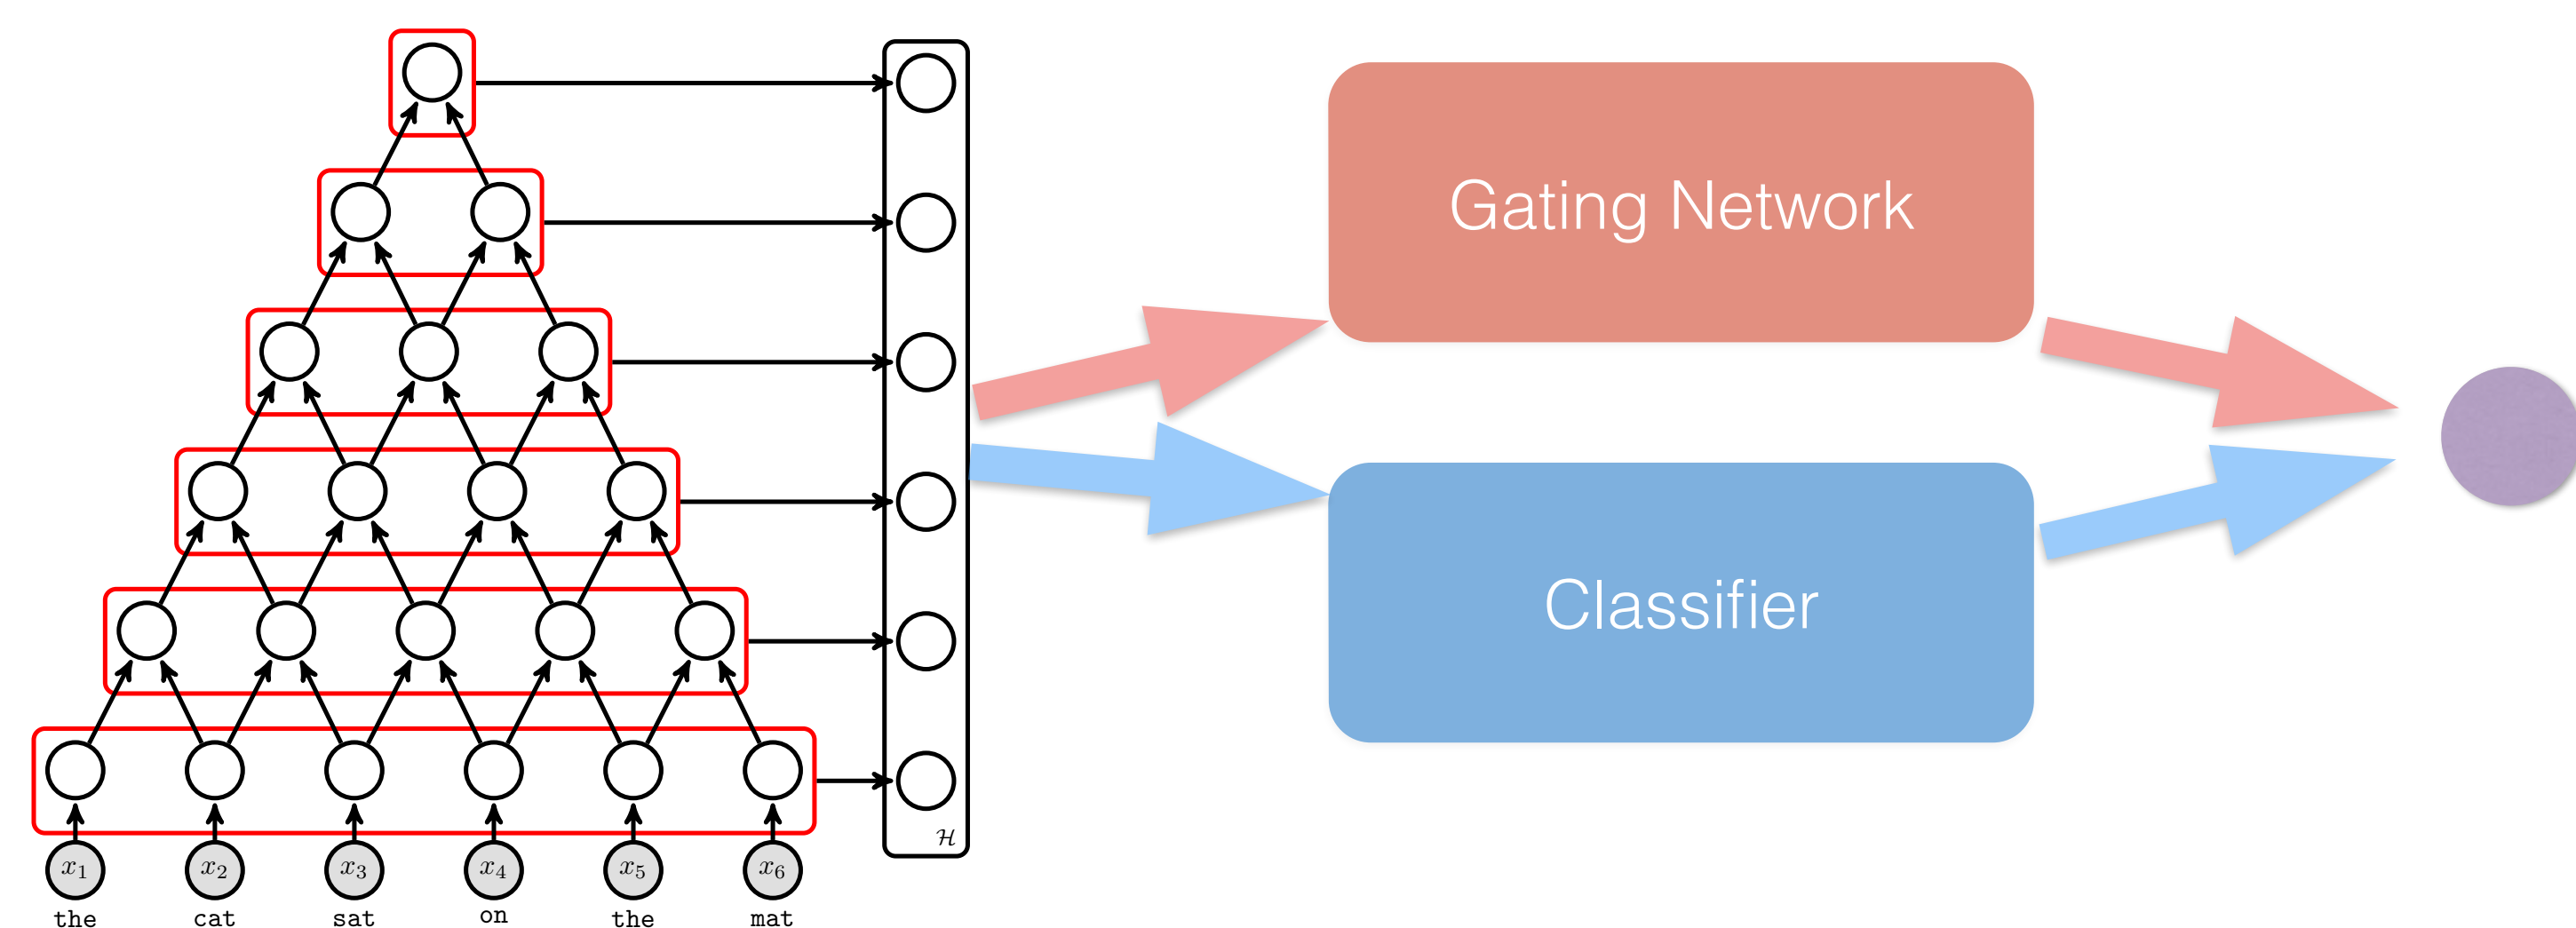 Gating Network
Classifier
ℋ
x₁ x₂ x₃ x₄ x₅ x₆
the cat sat on the mat